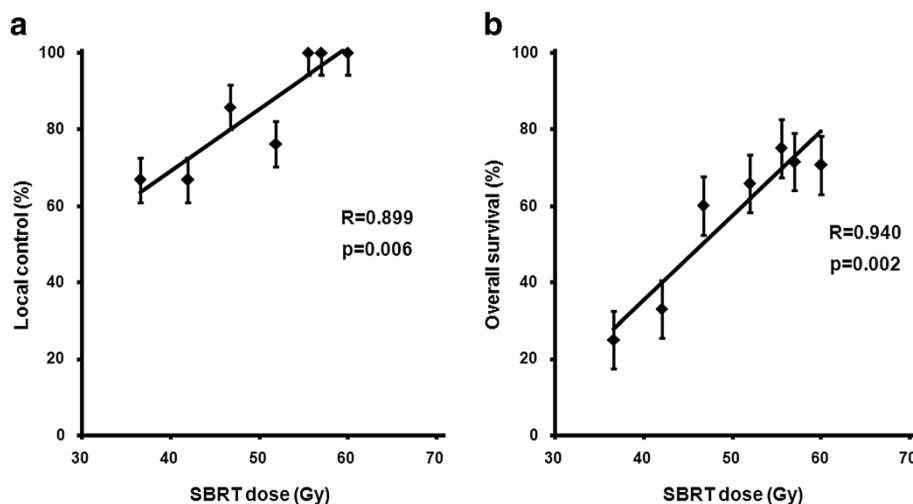 a
Local control (%)
100
80
60
40
20
0
30 40 50 60 70
SBRT dose (Gy)
R=0.899
p=0.006
b
Overall survival (%)
100
80
60
40
20
0
30 40 50 60 70
SBRT dose (Gy)
R=0.940
p=0.002